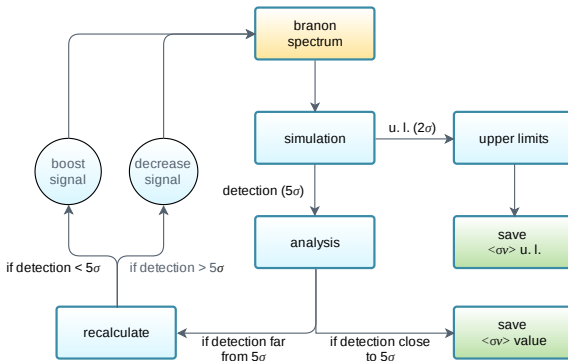 branon
spectrum
simulation
u. l. (2σ)
upper limits
boost
signal
decrease
signal
detection (5σ)
analysis
save
<σv> u. l.
if detection < 5σ
if detection > 5σ
recalculate
if detection far
from 5σ
if detection close
to 5σ
save
<σv> value